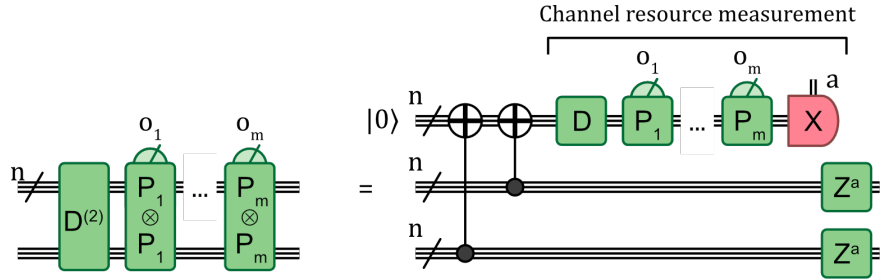 Channel resource measurement
o₁ oₘ a
n
|0⟩ D P₁ ... Pₘ X
o₁ oₘ
n n
D⁽²⁾ P₁ ⊗ P₁ ... Pₘ ⊗ Pₘ = Zᵃ
n
Zᵃ